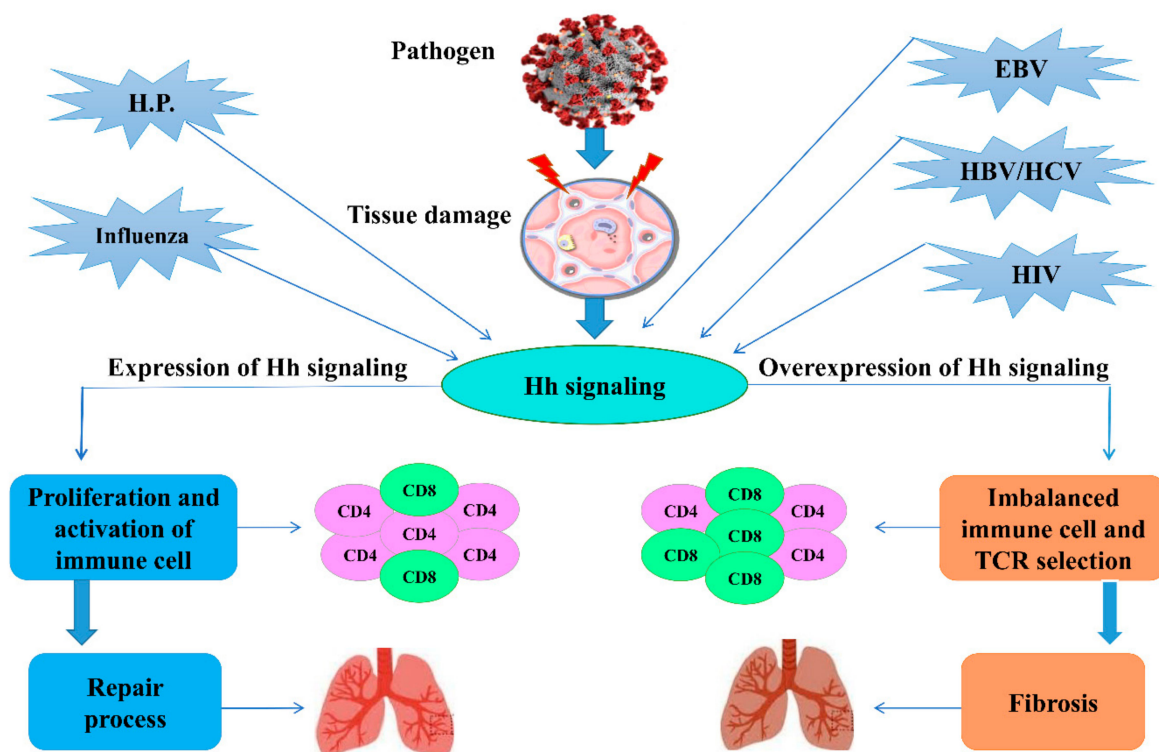 Pathogen
H.P.
EBV
HBV/HCV
Tissue damage
Influenza
HIV
Expression of Hh signaling
Hh signaling
Overexpression of Hh signaling
Proliferation and
activation of
immune cell
CD8
CD4
CD4
CD4
CD4
CD4
CD8
CD8
CD4
CD4
CD8
CD8
CD4
CD8
Imbalanced
immune cell and
TCR selection
Repair
process
Fibrosis